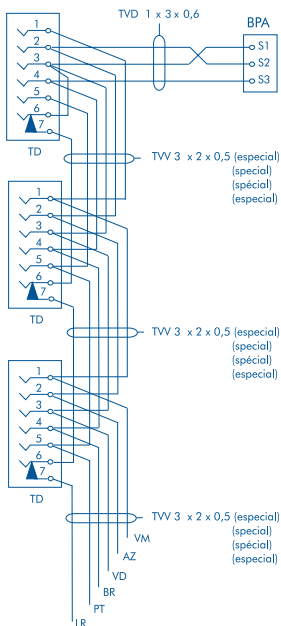 TVD 1 x 3 x 0,6
BPA
S1
S2
S3
1
2
3
4
5
6
7
TD
TVV 3 x 2 x 0,5 (especial)
(special)
(spécial)
(especial)
1
2
3
4
5
6
7
TD
TVV 3 x 2 x 0,5 (especial)
(special)
(spécial)
(especial)
1
2
3
4
5
6
7
TD
TVV 3 x 2 x 0,5 (especial)
(special)
(spécial)
(especial)
VM
AZ
VD
BR
PT
LR